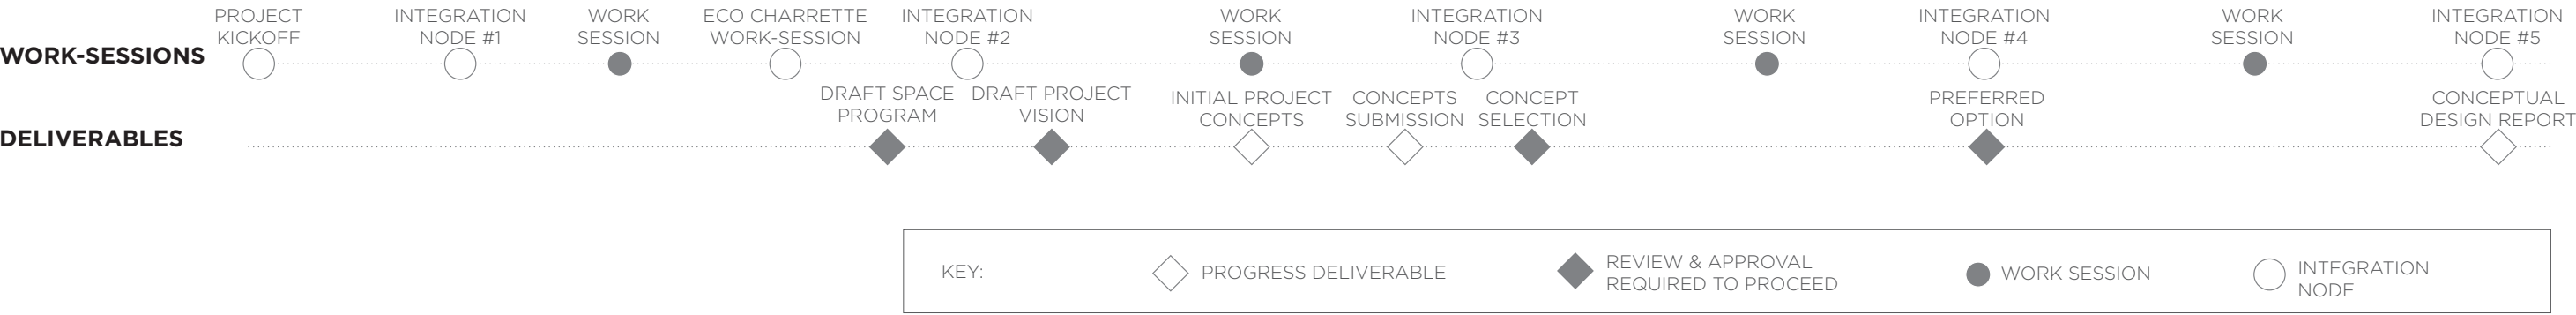 PROJECT
KICKOFF
INTEGRATION
NODE #1
WORK
SESSION
ECO CHARRETTE
WORK-SESSION
INTEGRATION
NODE #2
WORK
SESSION
INTEGRATION
NODE #3
WORK
SESSION
INTEGRATION
NODE #4
WORK
SESSION
INTEGRATION
NODE #5
WORK-SESSIONS
DRAFT SPACE
PROGRAM
DRAFT PROJECT
VISION
INITIAL PROJECT
CONCEPTS
CONCEPTS
SUBMISSION
CONCEPT
SELECTION
PREFERRED
OPTION
CONCEPTUAL
DESIGN REPORT
DELIVERABLES
KEY:
PROGRESS DELIVERABLE
REVIEW & APPROVAL
REQUIRED TO PROCEED
WORK SESSION
INTEGRATION
NODE